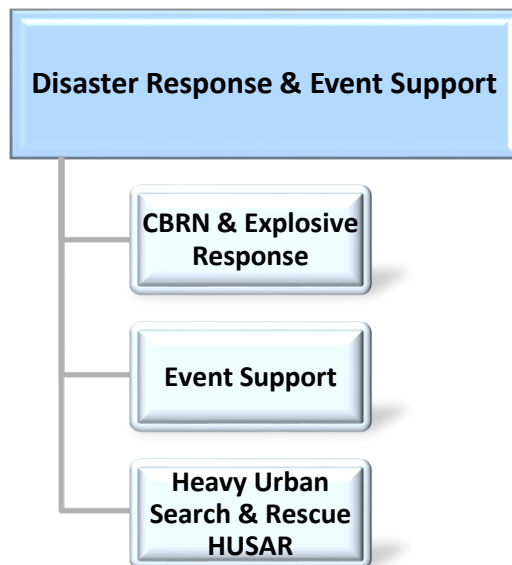 Disaster Response & Event Support
CBRN & Explosive
Response
Event Support
Heavy Urban
Search & Rescue
HUSAR